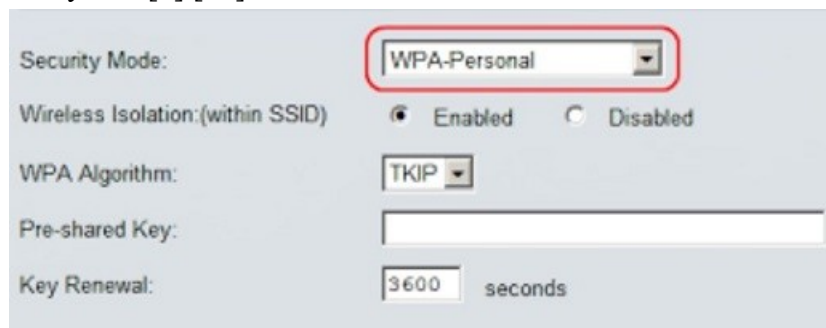 Security Mode: WPA-Personal
Wireless Isolation:(within SSID) Enabled Disabled
WPA Algorithm: TKIP
Pre-shared Key:
Key Renewal: 3600 seconds